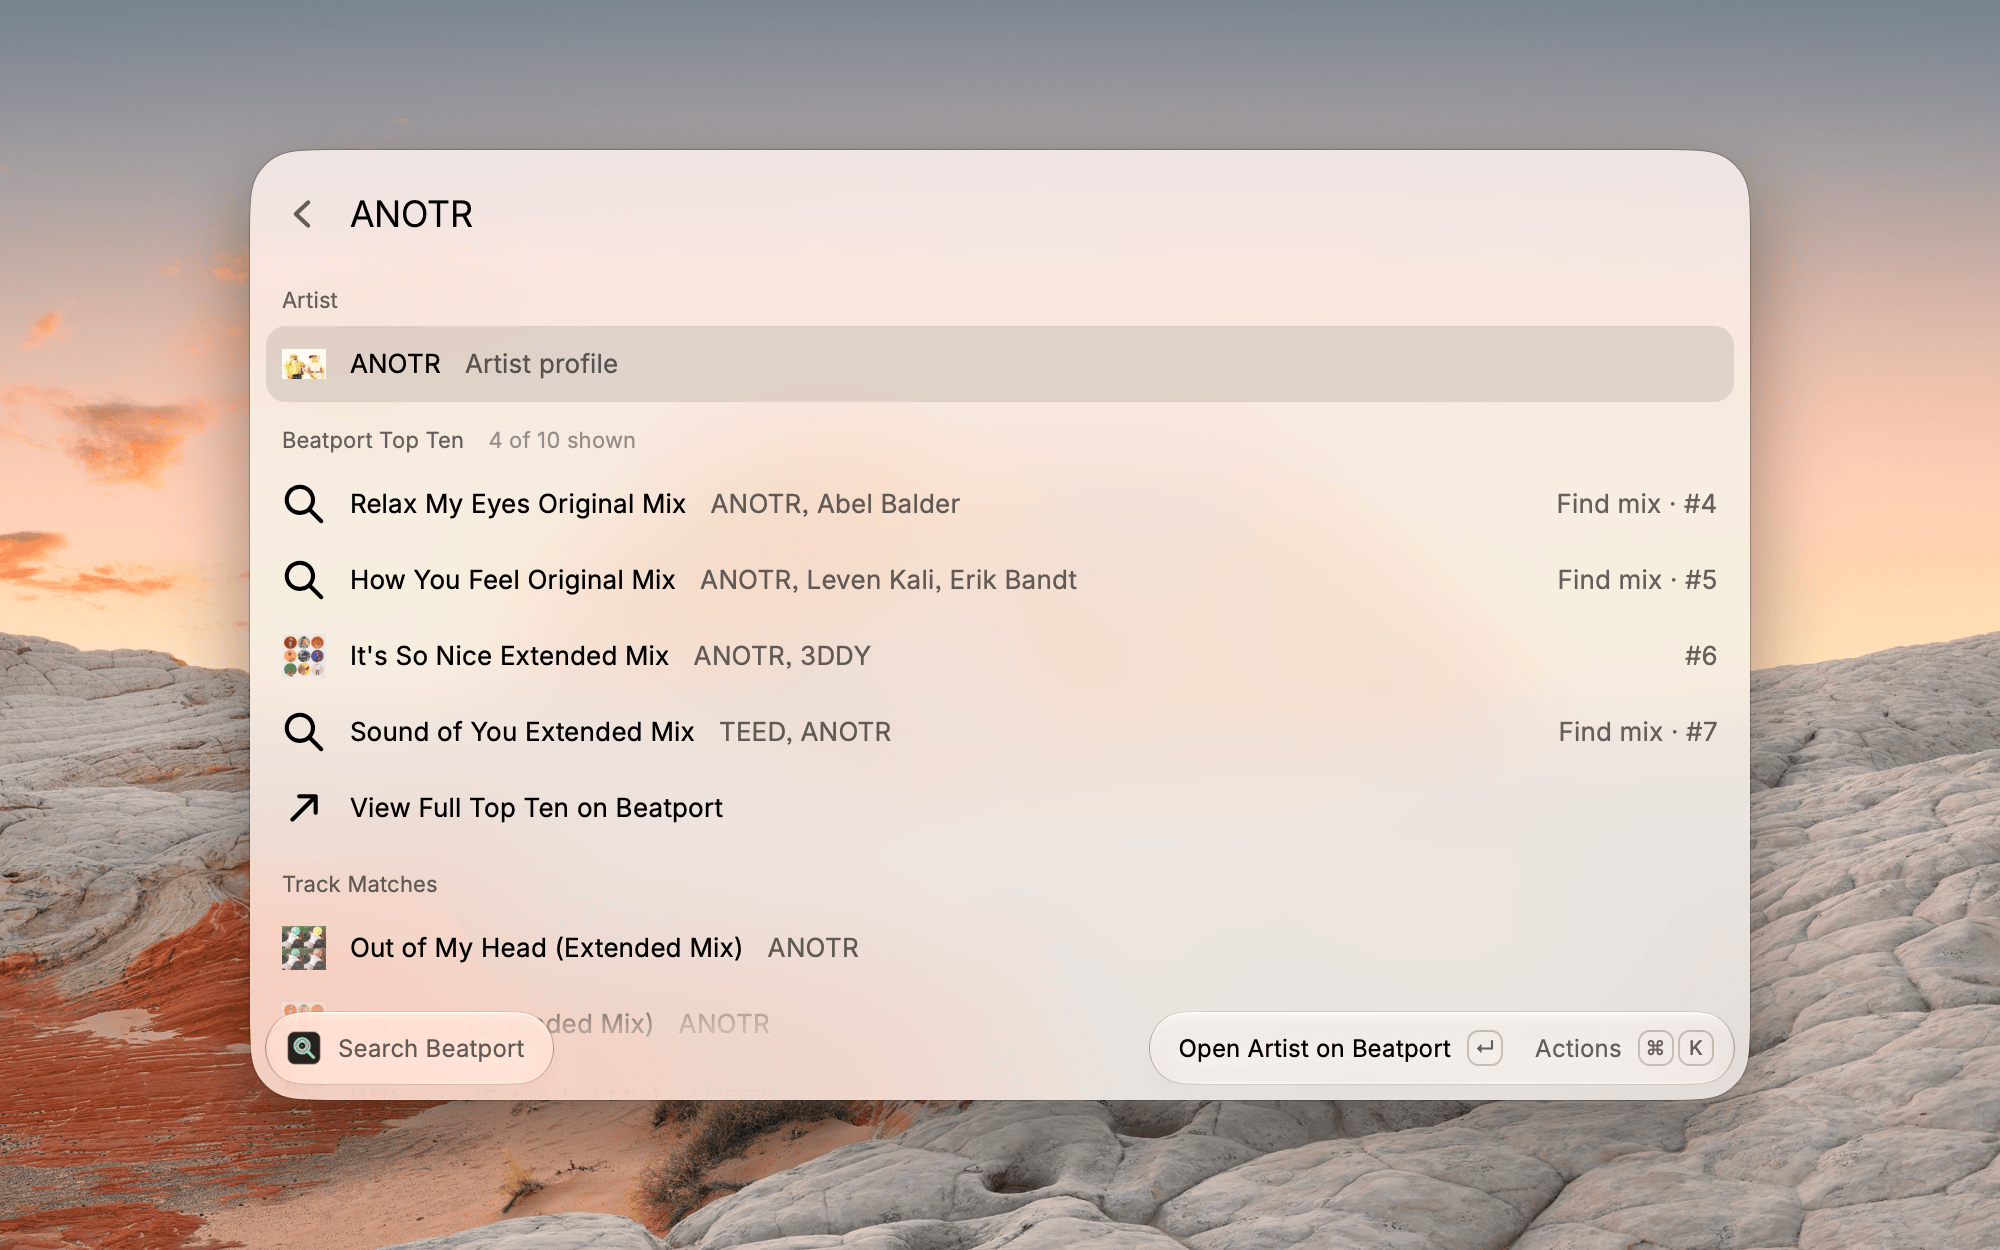 ANOTR
Artist
ANOTR Artist profile
Beatport Top Ten 4 of 10 shown
Relax My Eyes Original Mix ANOTR, Abel Balder Find mix · #4
How You Feel Original Mix ANOTR, Leven Kali, Erik Bandt Find mix · #5
It's So Nice Extended Mix ANOTR, 3DDY #6
Sound of You Extended Mix TEED, ANOTR Find mix · #7
View Full Top Ten on Beatport
Track Matches
Out of My Head (Extended Mix) ANOTR
Mix) ANOTR
Search Beatport Open Artist on Beatport ↵ Actions ⌘ K